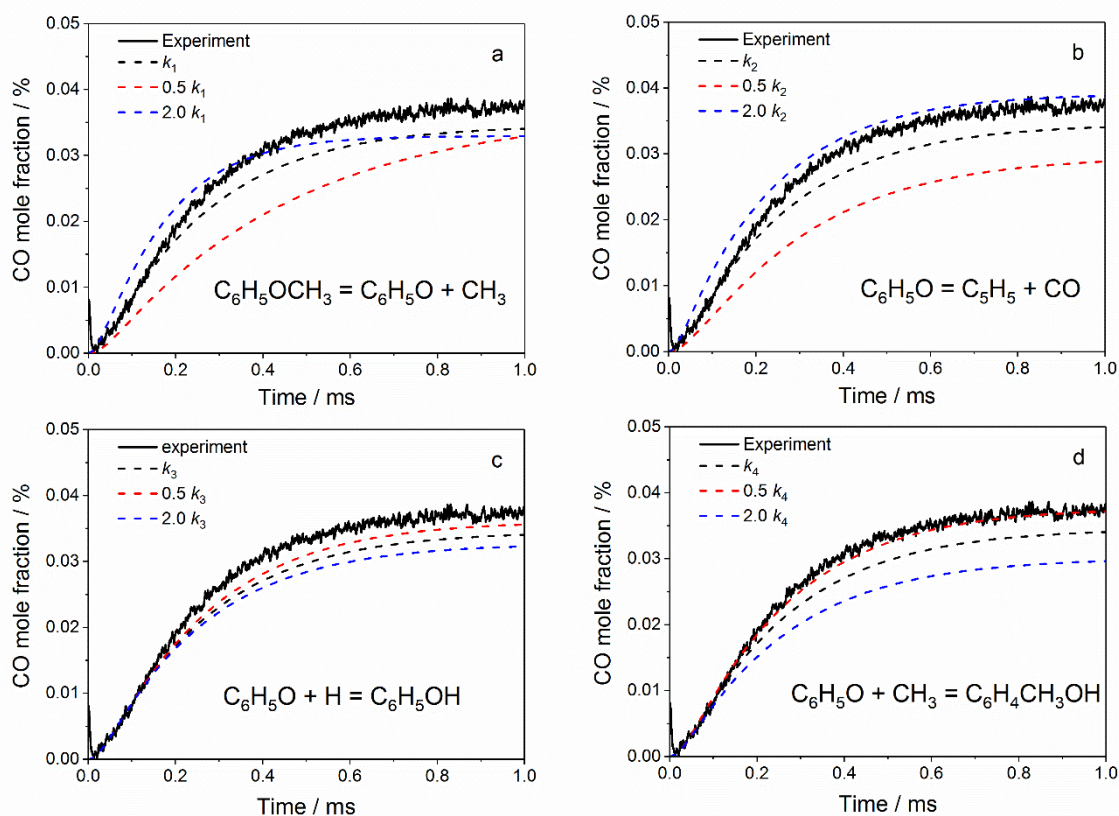 0.05
Experiment
k₁
0.5 k₁
2.0 k₁
a
0.04
0.03
0.02
0.01
0.00
CO mole fraction / %
C₆H₅OCH₃ = C₆H₅O + CH₃
0.0 0.2 0.4 0.6 0.8 1.0
Time / ms
0.05
Experiment
k₂
0.5 k₂
2.0 k₂
b
0.04
0.03
0.02
0.01
0.00
CO mole fraction / %
C₆H₅O = C₅H₅ + CO
0.0 0.2 0.4 0.6 0.8 1.0
Time / ms
0.05
experiment
k₃
0.5 k₃
2.0 k₃
c
0.04
0.03
0.02
0.01
0.00
CO mole fraction / %
C₆H₅O + H = C₆H₅OH
0.0 0.2 0.4 0.6 0.8 1.0
Time / ms
0.05
Experiment
k₄
0.5 k₄
2.0 k₄
d
0.04
0.03
0.02
0.01
0.00
CO mole fraction / %
C₆H₅O + CH₃ = C₆H₄CH₃OH
0.0 0.2 0.4 0.6 0.8 1.0
Time / ms